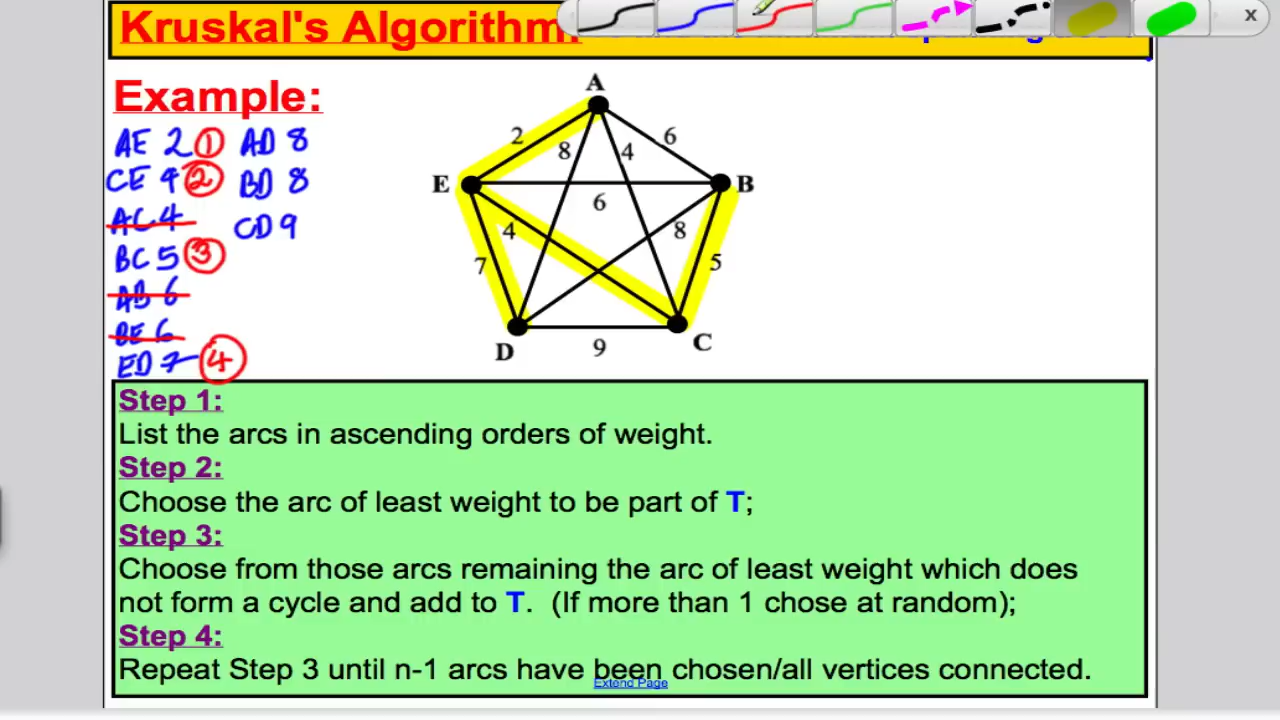 Kruskal's Algorithm:
Example:
AE 2 ① AD 8
CE 4 ② BD 8
AC 4 CD 9
BC 5 ③
AB 6
BE 6
ED 7 ④
A
2 8 4 6
E B
6
4 8
7 5
D C
9
Step 1:
List the arcs in ascending orders of weight.
Step 2:
Choose the arc of least weight to be part of T;
Step 3:
Choose from those arcs remaining the arc of least weight which does
not form a cycle and add to T. (If more than 1 chose at random);
Step 4:
Repeat Step 3 until n-1 arcs have been chosen/all vertices connected.
Extend Page
x